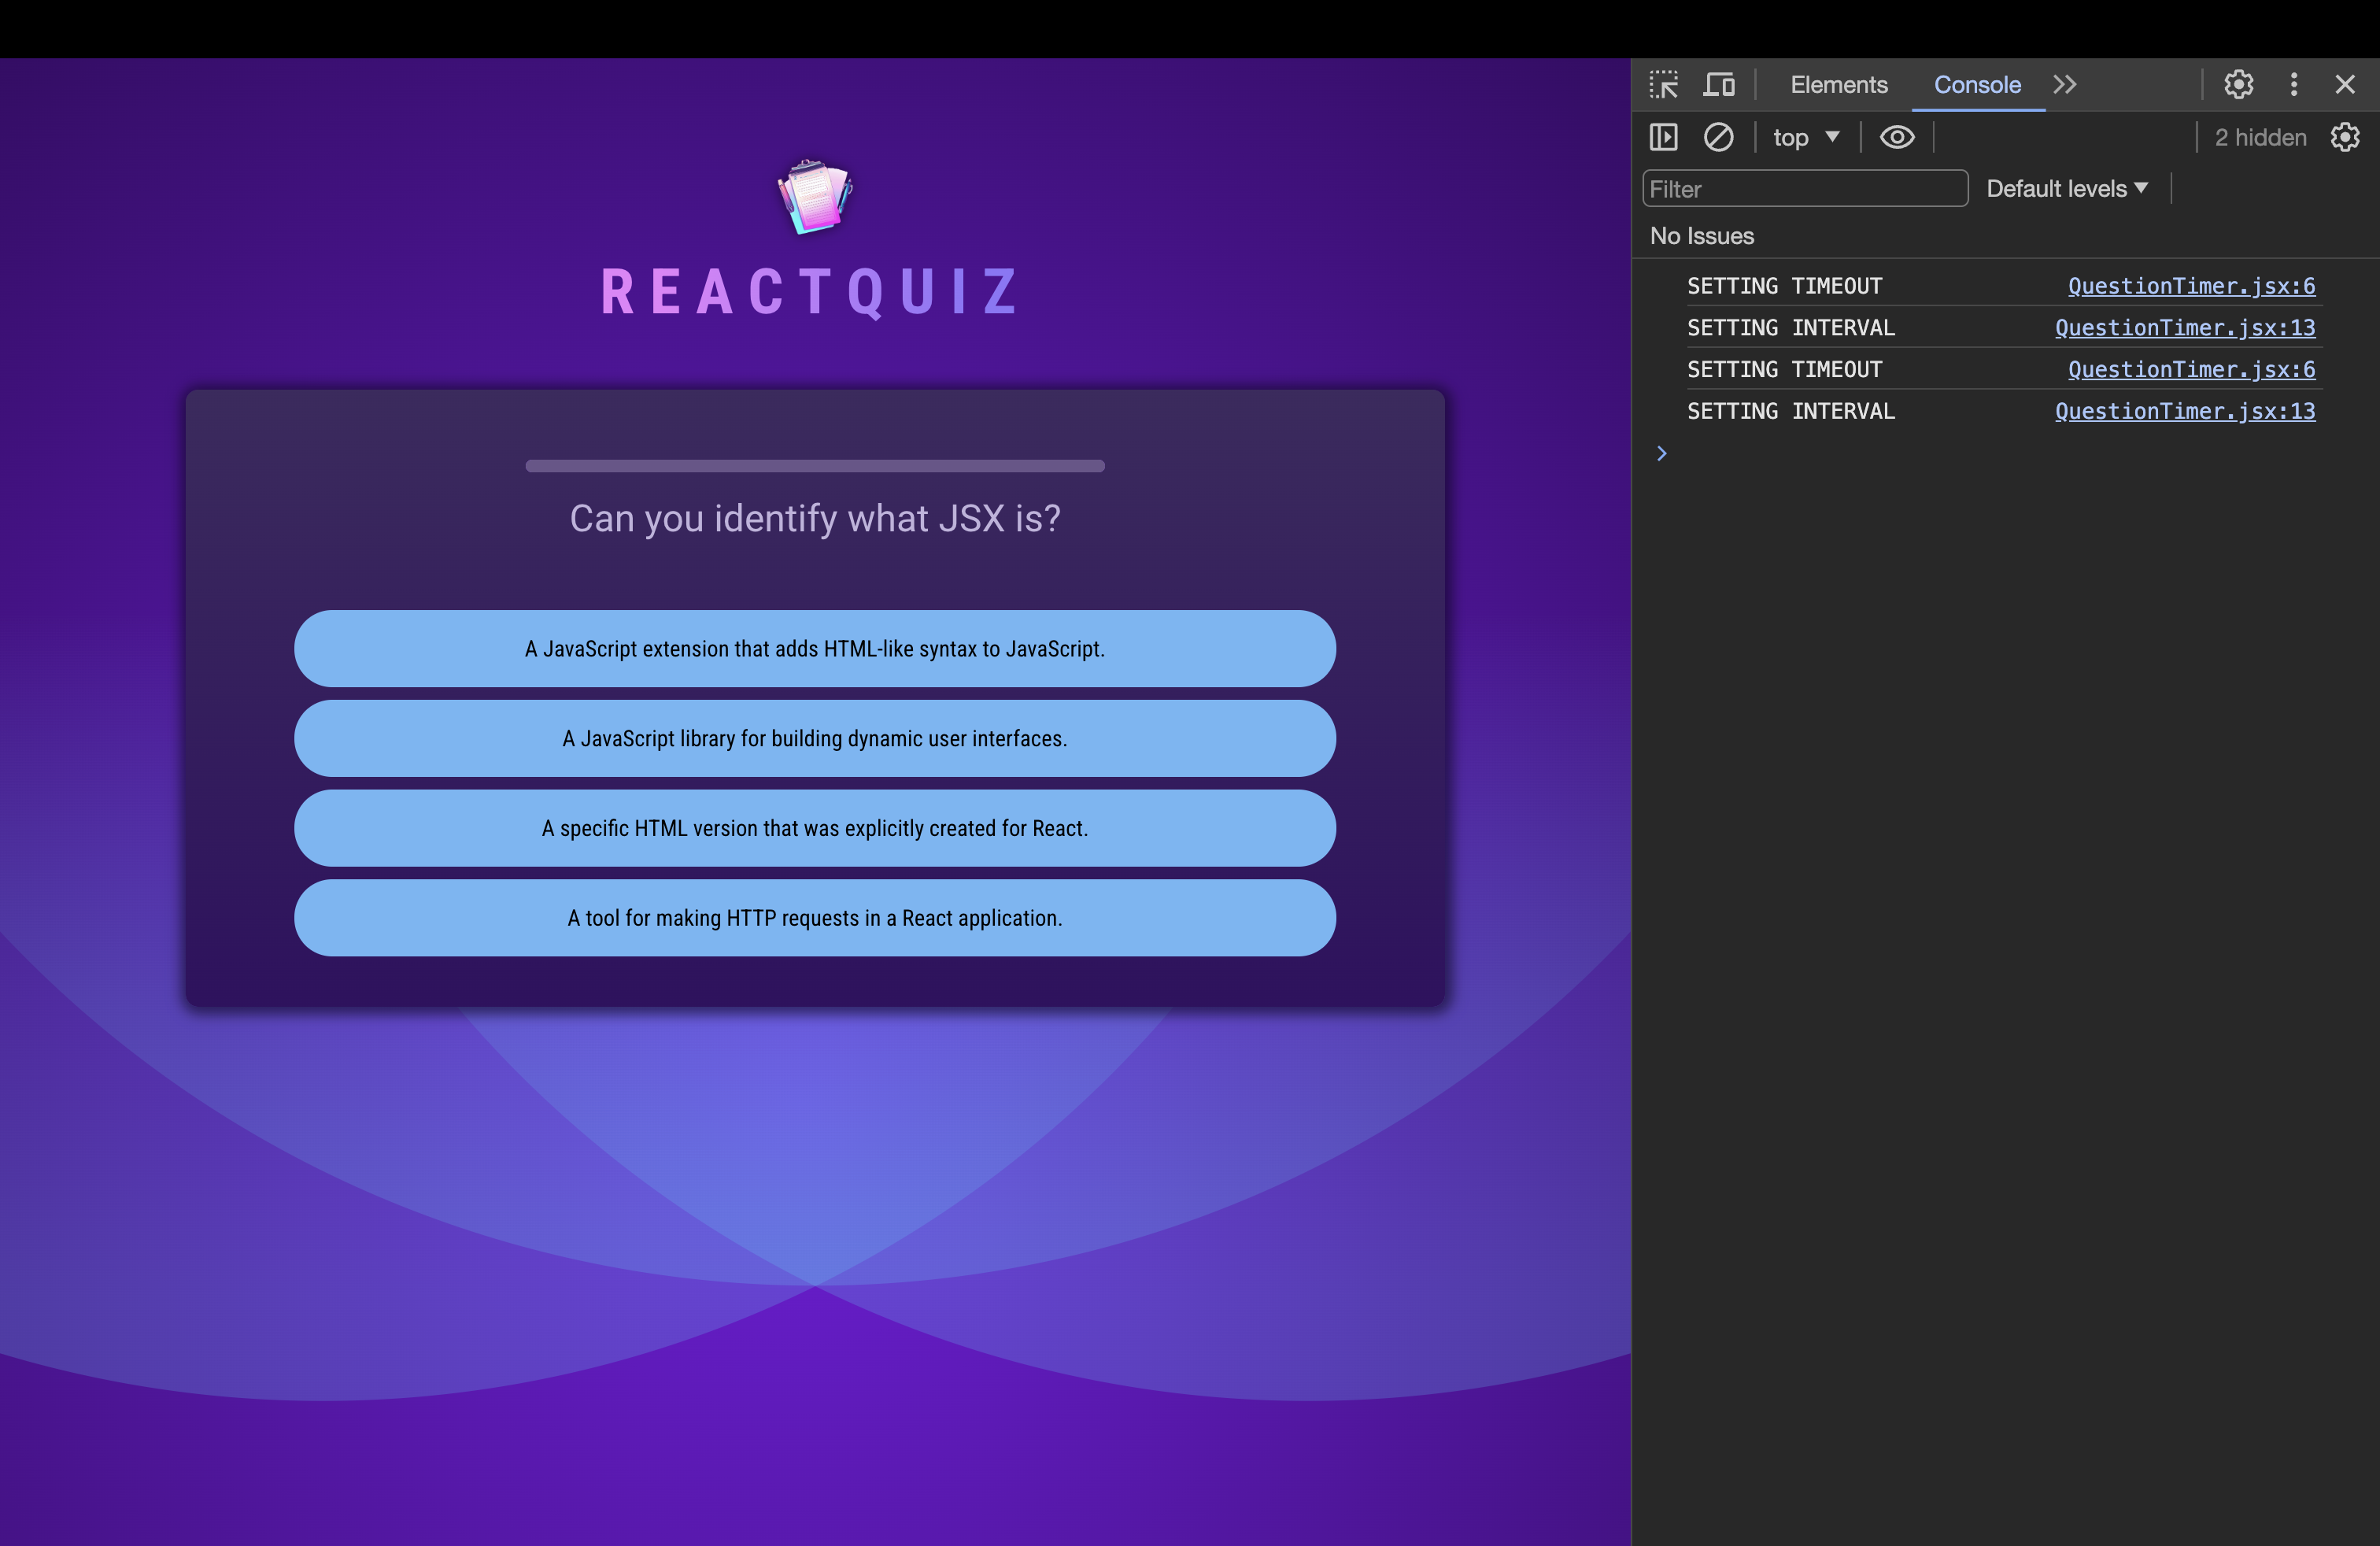 REACTQUIZ
Can you identify what JSX is?
A JavaScript extension that adds HTML-like syntax to JavaScript.
A JavaScript library for building dynamic user interfaces.
A specific HTML version that was explicitly created for React.
A tool for making HTTP requests in a React application.
Elements Console
top 2 hidden
Filter Default levels
No Issues
SETTING TIMEOUT QuestionTimer.jsx:6
SETTING INTERVAL QuestionTimer.jsx:13
SETTING TIMEOUT QuestionTimer.jsx:6
SETTING INTERVAL QuestionTimer.jsx:13